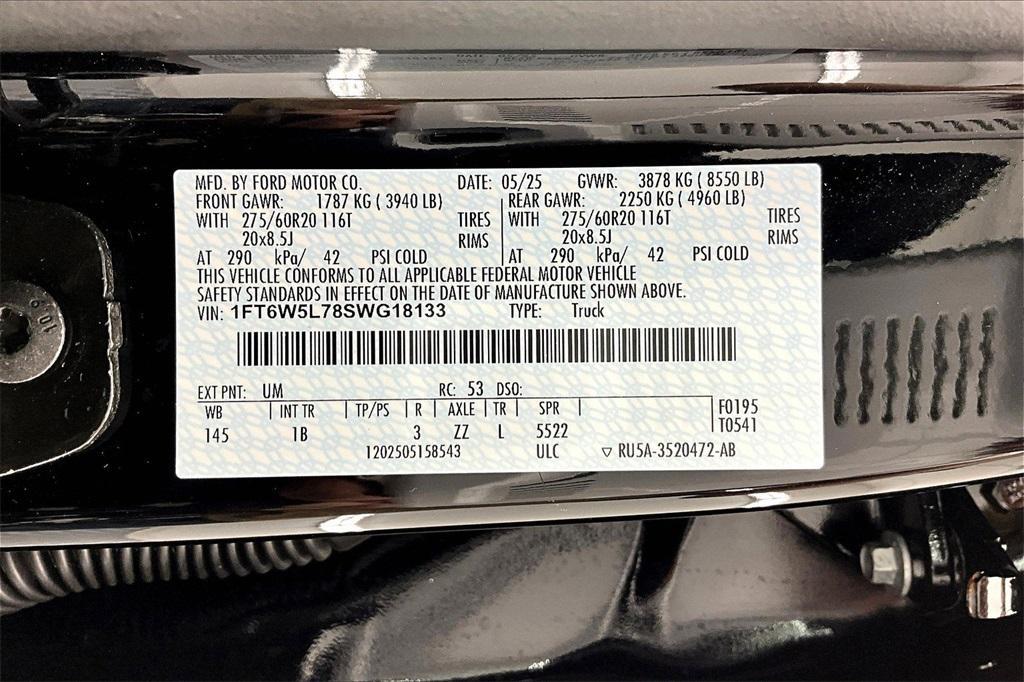 MFD. BY FORD MOTOR CO. DATE: 05/25 GVWR: 3878 KG ( 8550 LB)
FRONT GAWR: 1787 KG ( 3940 LB) REAR GAWR: 2250 KG ( 4960 LB)
WITH 275/60R20 116T TIRES WITH 275/60R20 116T TIRES
20x8.5J RIMS 20x8.5J RIMS
AT 290 kPa/ 42 PSI COLD AT 290 kPa/ 42 PSI COLD
THIS VEHICLE CONFORMS TO ALL APPLICABLE FEDERAL MOTOR VEHICLE
SAFETY STANDARDS IN EFFECT ON THE DATE OF MANUFACTURE SHOWN ABOVE.
VIN: 1FT6W5L78SWG18133 TYPE: Truck
EXT PNT: UM RC: 53 DSO:
WB INT TR TP/PS R AXLE TR SPR F0195
145 1B 3 ZZ L 5522 T0541
1202505158543 ULC ▽ RU5A-3520472-AB
10.9